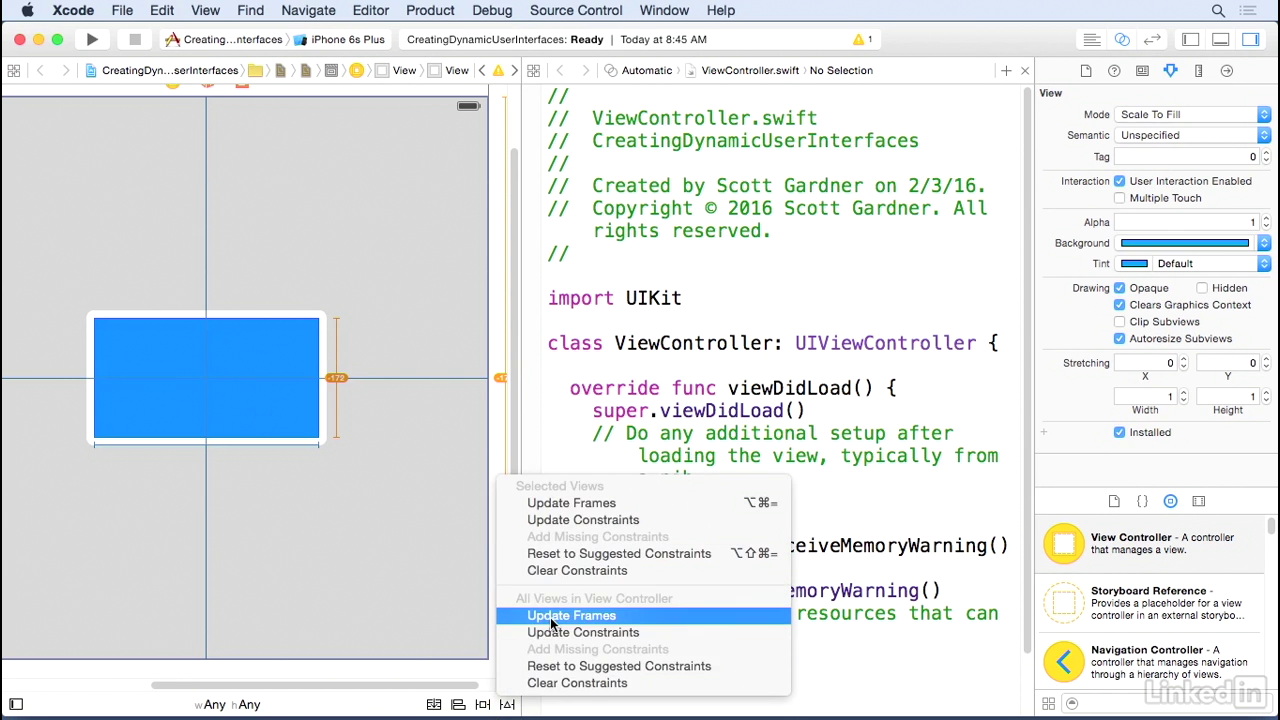 Xcode File Edit View Find Navigate Editor Product Debug Source Control Window Help
Creating...nterfaces iPhone 6s Plus CreatingDynamicUserInterfaces: Ready Today at 8:45 AM 1
CreatingDyn...serInterfaces View View Automatic ViewController.swift No Selection
//
// ViewController.swift
// CreatingDynamicUserInterfaces
//
// Created by Scott Gardner on 2/3/16.
// Copyright © 2016 Scott Gardner. All
rights reserved.
//
import UIKit
class ViewController: UIViewController {
override func viewDidLoad() {
super.viewDidLoad()
// Do any additional setup after
loading the view, typically from
ceiveMemoryWarning()
emoryWarning()
resources that can
-172
Selected Views
Update Frames ⌥⌘=
Update Constraints
Add Missing Constraints
Reset to Suggested Constraints ⌥⇧⌘=
Clear Constraints
All Views in View Controller
Update Frames
Update Constraints
Add Missing Constraints
Reset to Suggested Constraints
Clear Constraints
wAny hAny
View
Mode Scale To Fill
Semantic Unspecified
Tag 0
Interaction User Interaction Enabled
Multiple Touch
Alpha 1
Background
Tint Default
Drawing Opaque Hidden
Clears Graphics Context
Clip Subviews
Autoresize Subviews
Stretching 0 0
X Y
1 1
Width Height
Installed
View Controller - A controller
that manages a view.
Storyboard Reference -
Provides a placeholder for a view
controller in an external storybo...
Navigation Controller - A
controller that manages navigation
through a hierarchy of views.
Linked in